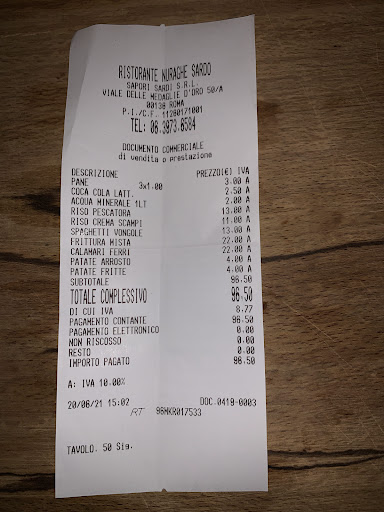 RISTORANTE NURAGHE SARDO
SAPORI SARDI S.R.L.
VIALE DELLE MEDAGLIE D'ORO 50/A
00136 ROMA
P.I./C.F. 11260171001
TEL: 06.3973.6584
DOCUMENTO COMMERCIALE
di vendita o prestazione
DESCRIZIONE PREZZO(€) IVA
PANE 3x1.00 3.00 A
COCA COLA LATT. 2.50 A
ACQUA MINERALE 1LT 2.00 A
RISO PESCATORA 13.00 A
RISO CREMA SCAMPI 11.00 A
SPAGHETTI VONGOLE 13.00 A
FRITTURA MISTA 22.00 A
CALAMARI FERRI 22.00 A
PATATE ARROSTO 4.00 A
PATATE FRITTE 4.00 A
SUBTOTALE 96.50
TOTALE COMPLESSIVO 96.50
DI CUI IVA 8.77
PAGAMENTO CONTANTE 96.50
PAGAMENTO ELETTRONICO 0.00
NON RISCOSSO 0.00
RESTO 0.00
IMPORTO PAGATO 96.50
A: IVA 10.00%
20/06/21 15:02 DOC.0419-0003
RT 96MKR017533
TAVOLO. 50 Sig.